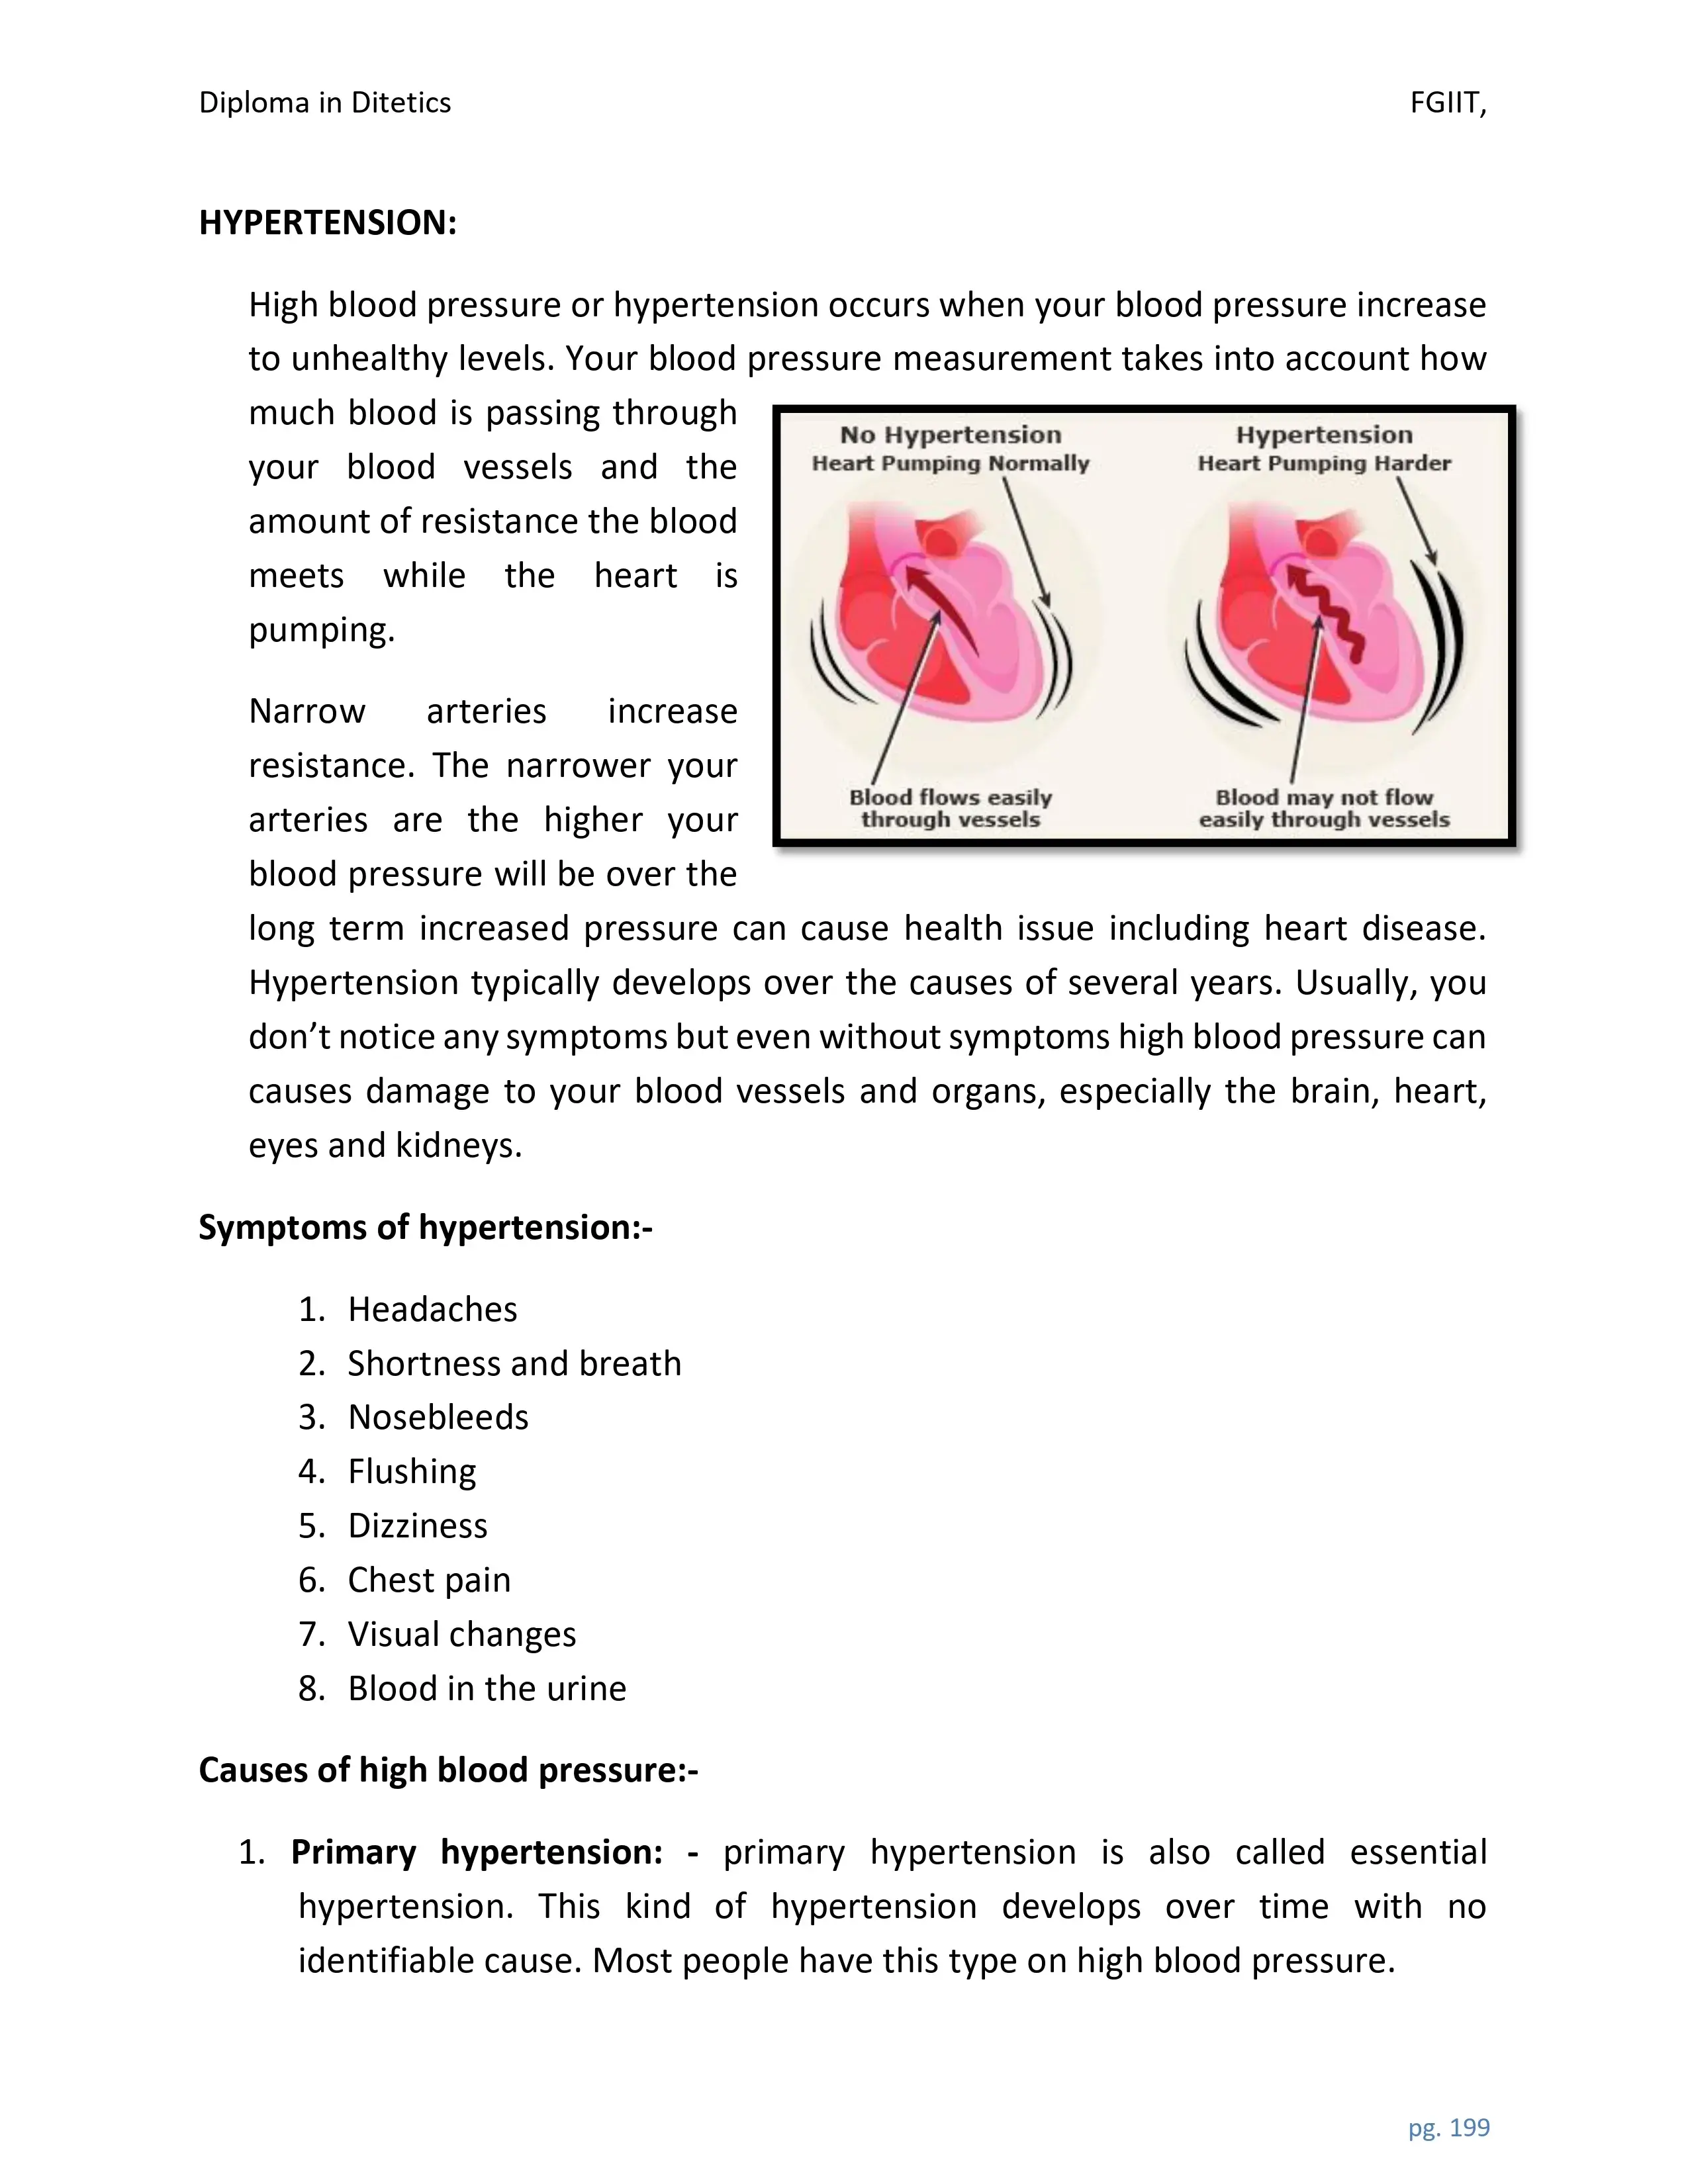 Diploma in Ditetics FGIIT,
HYPERTENSION:
High blood pressure or hypertension occurs when your blood pressure increase
to unhealthy levels. Your blood pressure measurement takes into account how
much blood is passing through
your blood vessels and the
amount of resistance the blood
meets while the heart is
pumping.
No Hypertension
Heart Pumping Normally
Hypertension
Heart Pumping Harder
Blood flows easily
through vessels
Blood may not flow
easily through vessels
Narrow arteries increase
resistance. The narrower your
arteries are the higher your
blood pressure will be over the
long term increased pressure can cause health issue including heart disease.
Hypertension typically develops over the causes of several years. Usually, you
don’t notice any symptoms but even without symptoms high blood pressure can
causes damage to your blood vessels and organs, especially the brain, heart,
eyes and kidneys.
Symptoms of hypertension:-
1. Headaches
2. Shortness and breath
3. Nosebleeds
4. Flushing
5. Dizziness
6. Chest pain
7. Visual changes
8. Blood in the urine
Causes of high blood pressure:-
1. Primary hypertension: - primary hypertension is also called essential
hypertension. This kind of hypertension develops over time with no
identifiable cause. Most people have this type on high blood pressure.
pg. 199